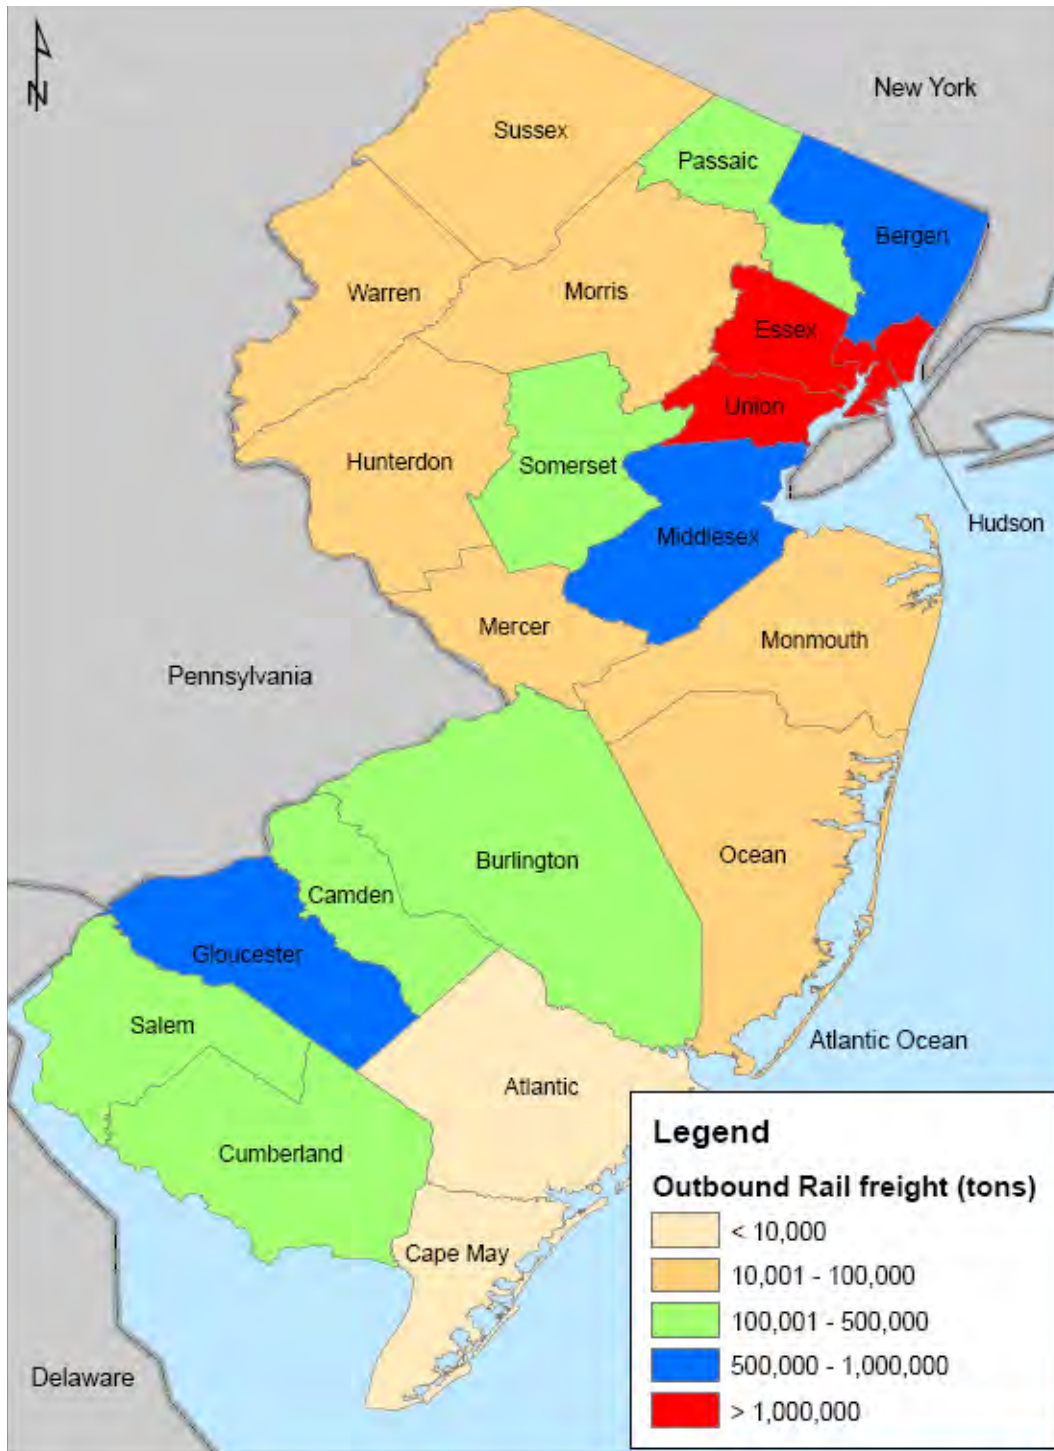 N
New York
Sussex
Passaic
Bergen
Warren
Morris
Essex
Union
Hunterdon
Somerset
Hudson
Middlesex
Mercer
Monmouth
Pennsylvania
Ocean
Burlington
Camden
Gloucester
Salem
Atlantic Ocean
Atlantic
Cumberland
Cape May
Delaware
Legend
Outbound Rail freight (tons)
< 10,000
10,001 - 100,000
100,001 - 500,000
500,000 - 1,000,000
> 1,000,000